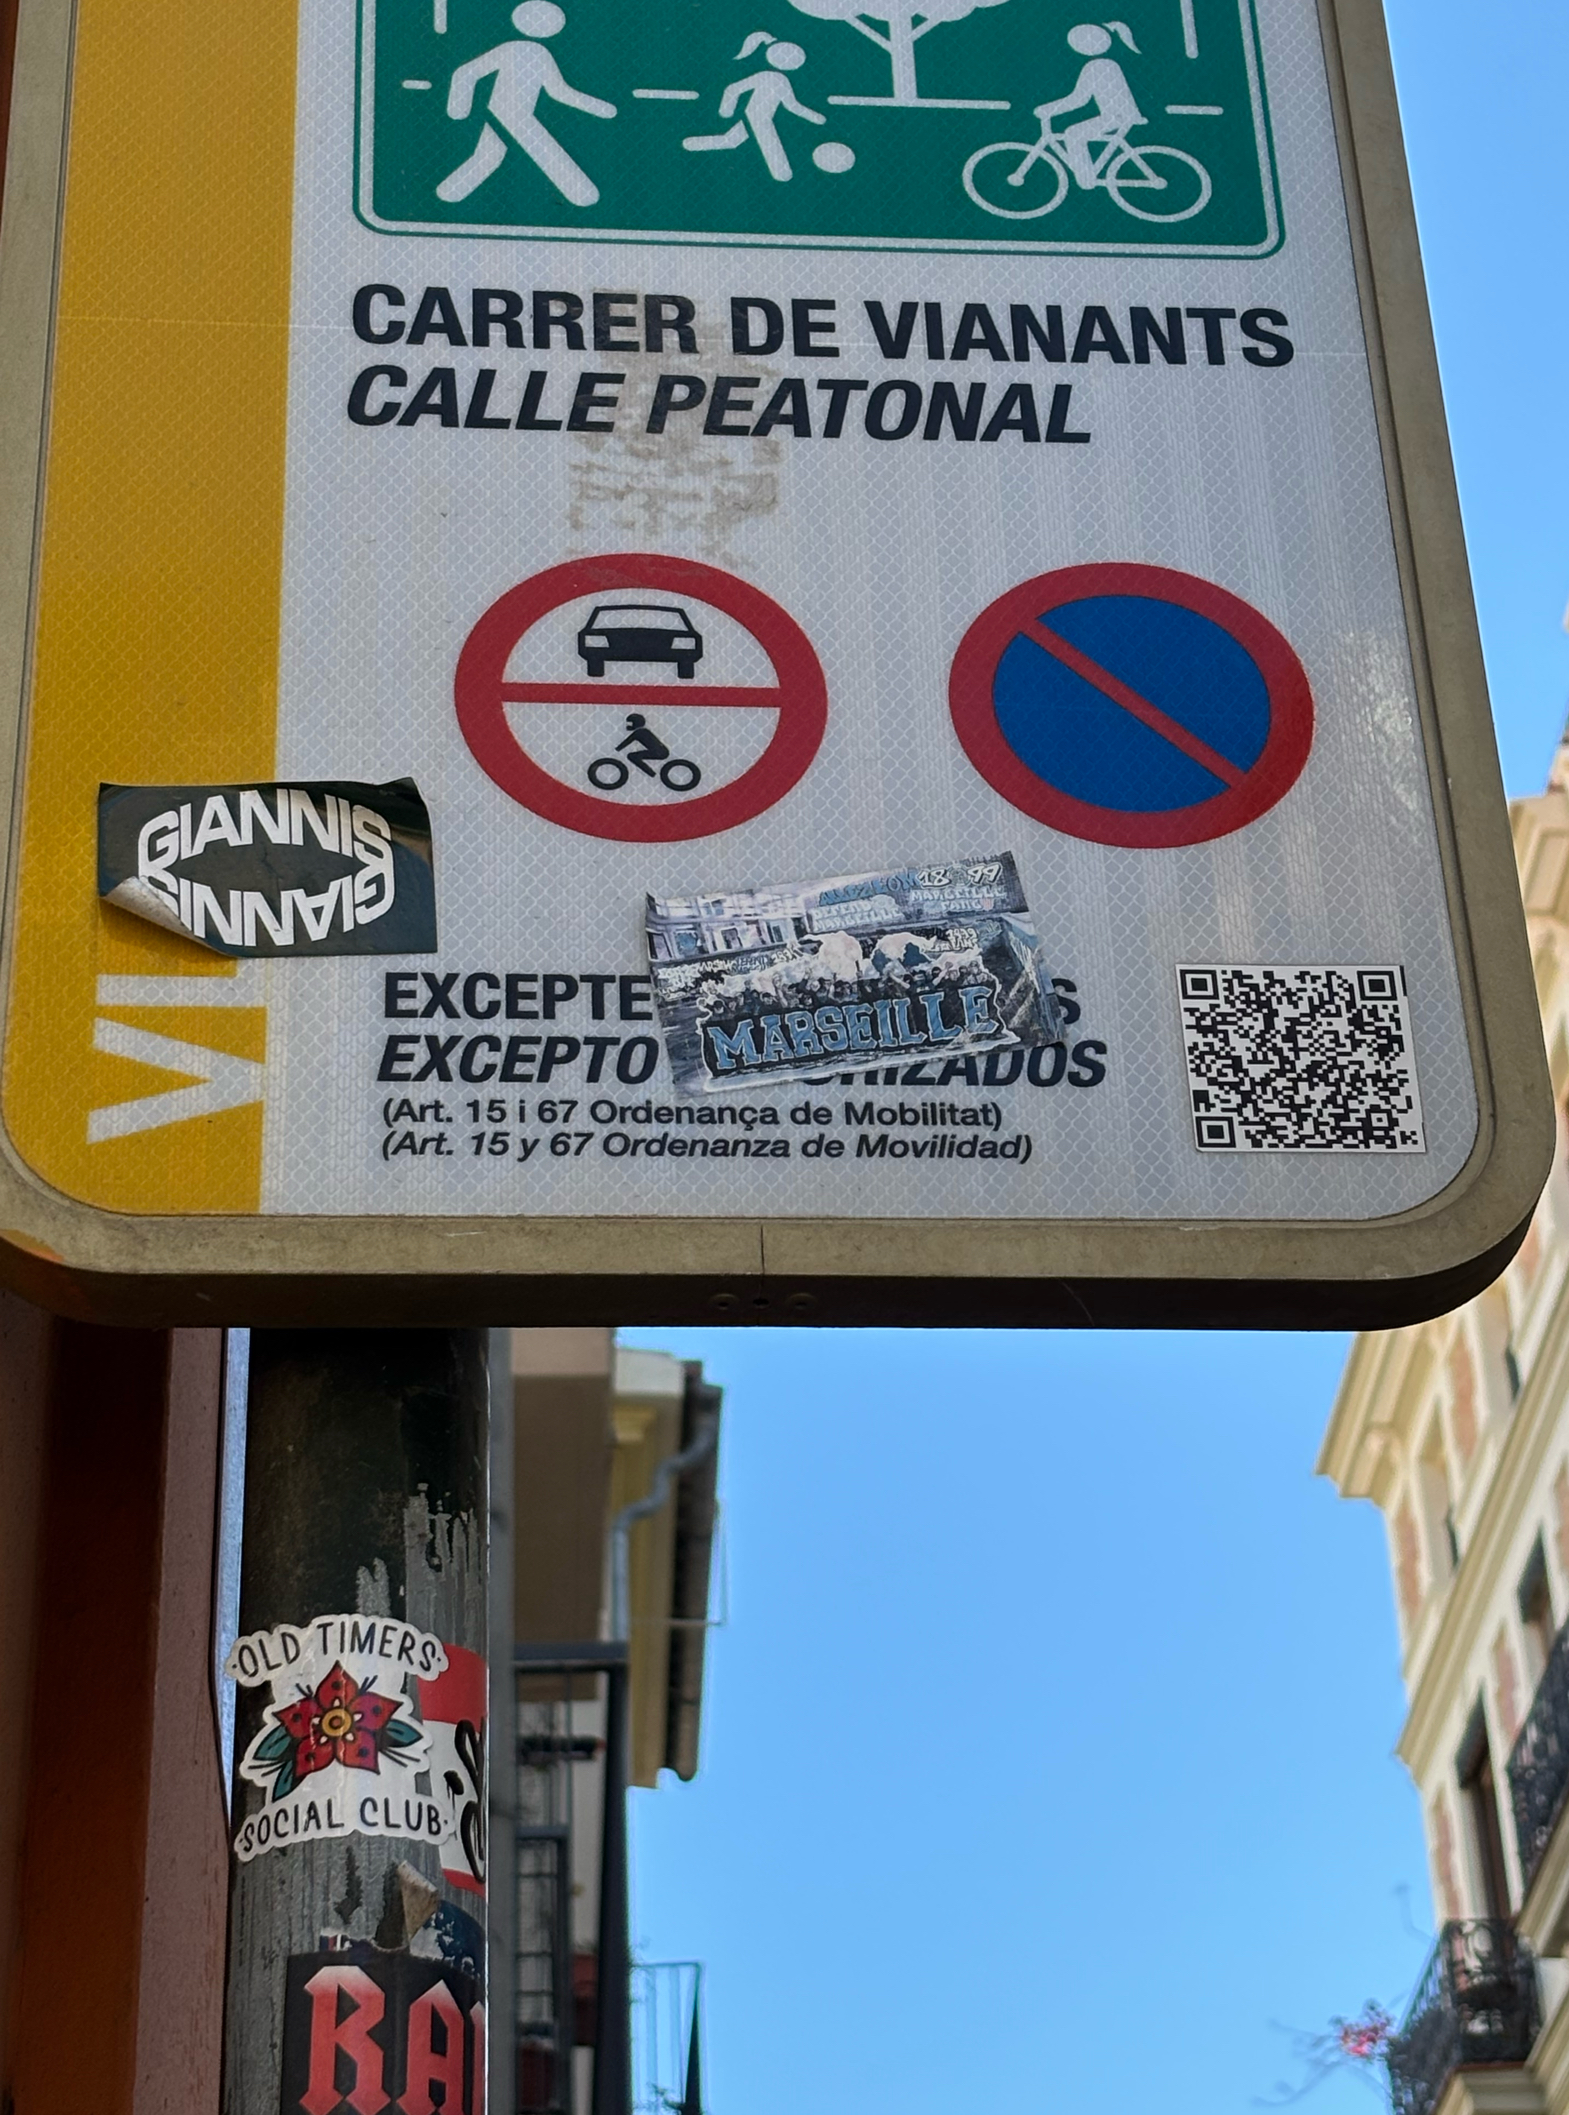 CARRER DE VIANANTS
CALLE PEATONAL
GIANNIS
GIANNIS
18 99
MARSEILLE
MARSEILLE
EXCEPTE
EXCEPTO
(Art. 15 i 67 Ordenança de Mobilitat)
(Art. 15 y 67 Ordenanza de Movilidad)
OLD TIMERS
SOCIAL CLUB